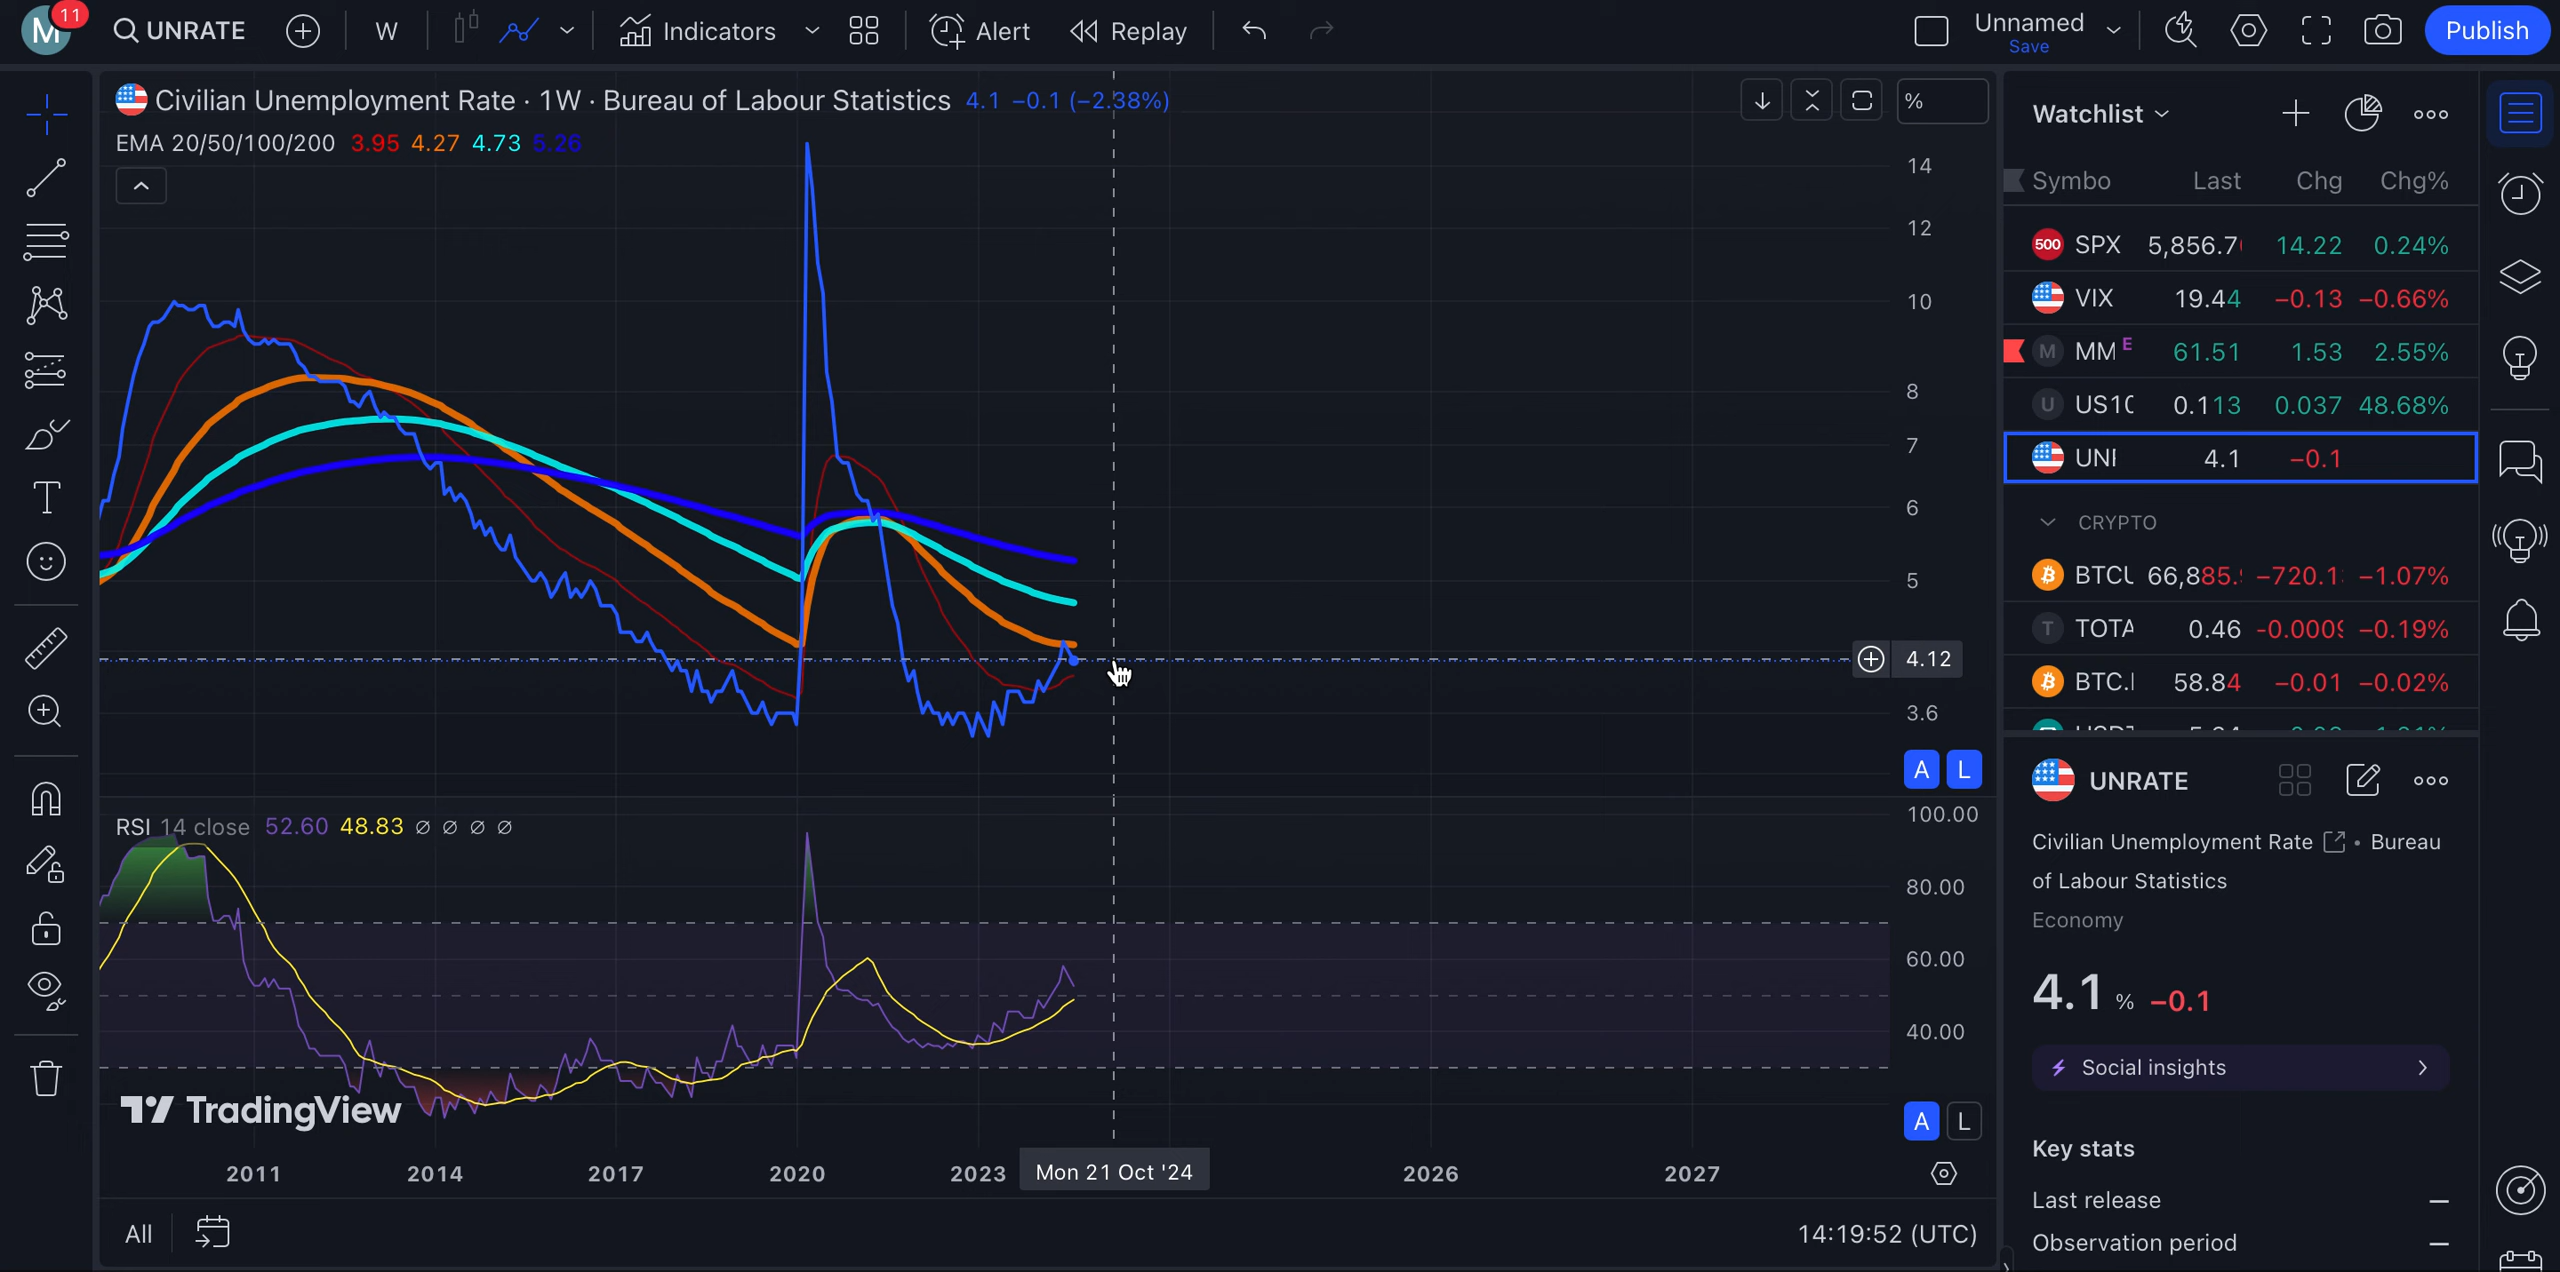 M 11 UNRATE W Indicators Alert Replay Unnamed Save Publish
Civilian Unemployment Rate · 1W · Bureau of Labour Statistics 4.1 −0.1 (−2.38%) %
EMA 20/50/100/200 3.95 4.27 4.73 5.26
14
12
10
8
7
6
5
4.12
3.6
A L
RSI 14 close 52.60 48.83 ∅ ∅ ∅ ∅
100.00
80.00
60.00
40.00
TradingView
A L
2011 2014 2017 2020 2023 Mon 21 Oct '24 2026 2027
All 14:19:52 (UTC)
Watchlist
Symbo Last Chg Chg%
500 SPX 5,856.7 14.22 0.24%
VIX 19.44 −0.13 −0.66%
M MM E 61.51 1.53 2.55%
U US1 0.113 0.037 48.68%
UN 4.1 −0.1
CRYPTO
BTC 66,885. −720.1 −1.07%
T TOTA 0.46 -0.000 −0.19%
BTC. 58.84 −0.01 −0.02%
UNRATE
Civilian Unemployment Rate • Bureau
of Labour Statistics
Economy
4.1 % −0.1
Social insights
Key stats
Last release —
Observation period —